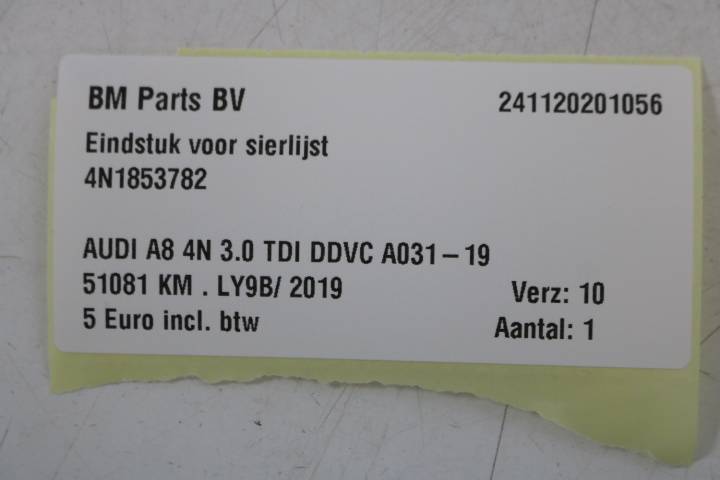 BM Parts BV 241120201056
Eindstuk voor sierlijst
4N1853782
AUDI A8 4N 3.0 TDI DDVC A031-19
51081 KM . LY9B/ 2019 Verz: 10
5 Euro incl. btw Aantal: 1